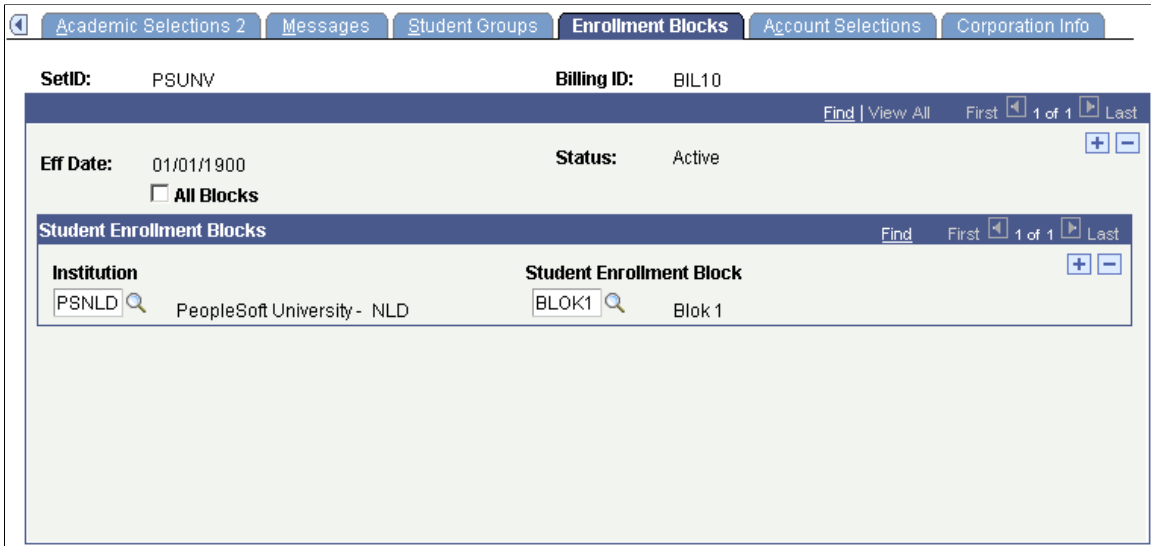 Academic Selections 2 Messages Student Groups Enrollment Blocks Account Selections Corporation Info
SetID: PSUNV Billing ID: BIL10
Find | View All First 1 of 1 Last
Eff Date: 01/01/1900 Status: Active
All Blocks
Student Enrollment Blocks Find First 1 of 1 Last
Institution Student Enrollment Block
PSNLD PeopleSoft University - NLD BLOK1 Blok 1